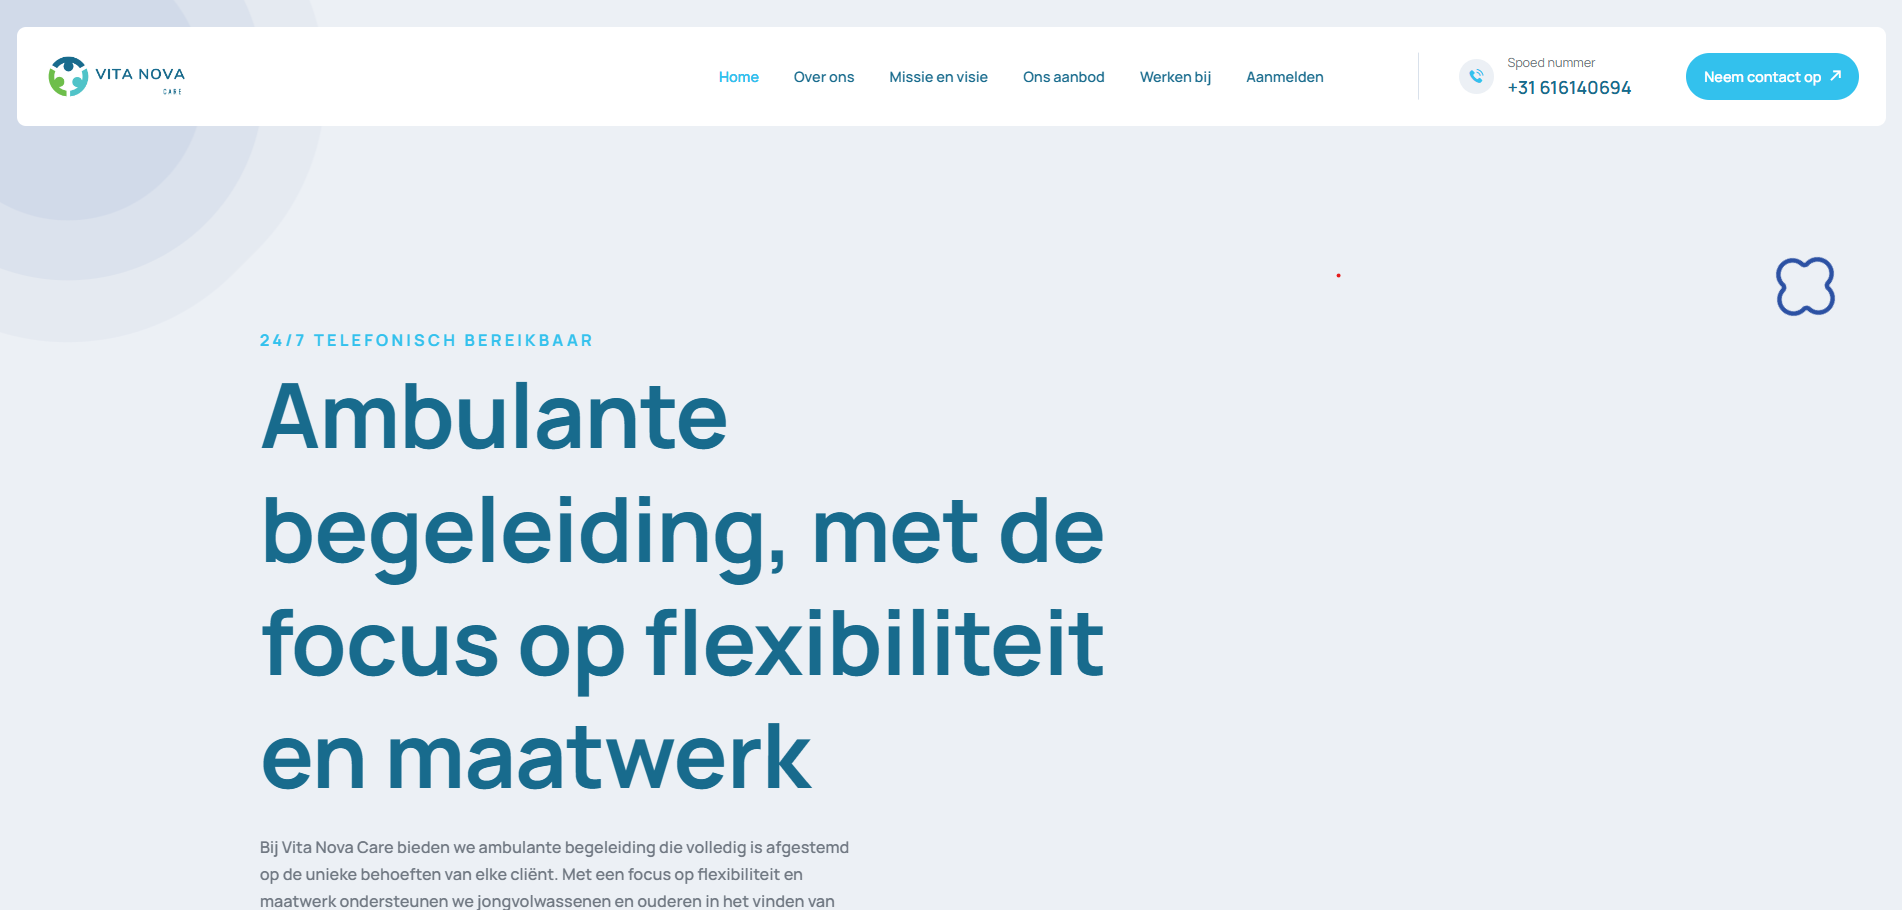 VITA NOVA
CARE
Home
Over ons
Missie en visie
Ons aanbod
Werken bij
Aanmelden
Spoed nummer
+31 616140694
Neem contact op
24/7 TELEFONISCH BEREIKBAAR
Ambulante
begeleiding, met de
focus op flexibiliteit
en maatwerk
Bij Vita Nova Care bieden we ambulante begeleiding die volledig is afgestemd
op de unieke behoeften van elke cliënt. Met een focus op flexibiliteit en
maatwerk ondersteunen we jongvolwassenen en ouderen in het vinden van